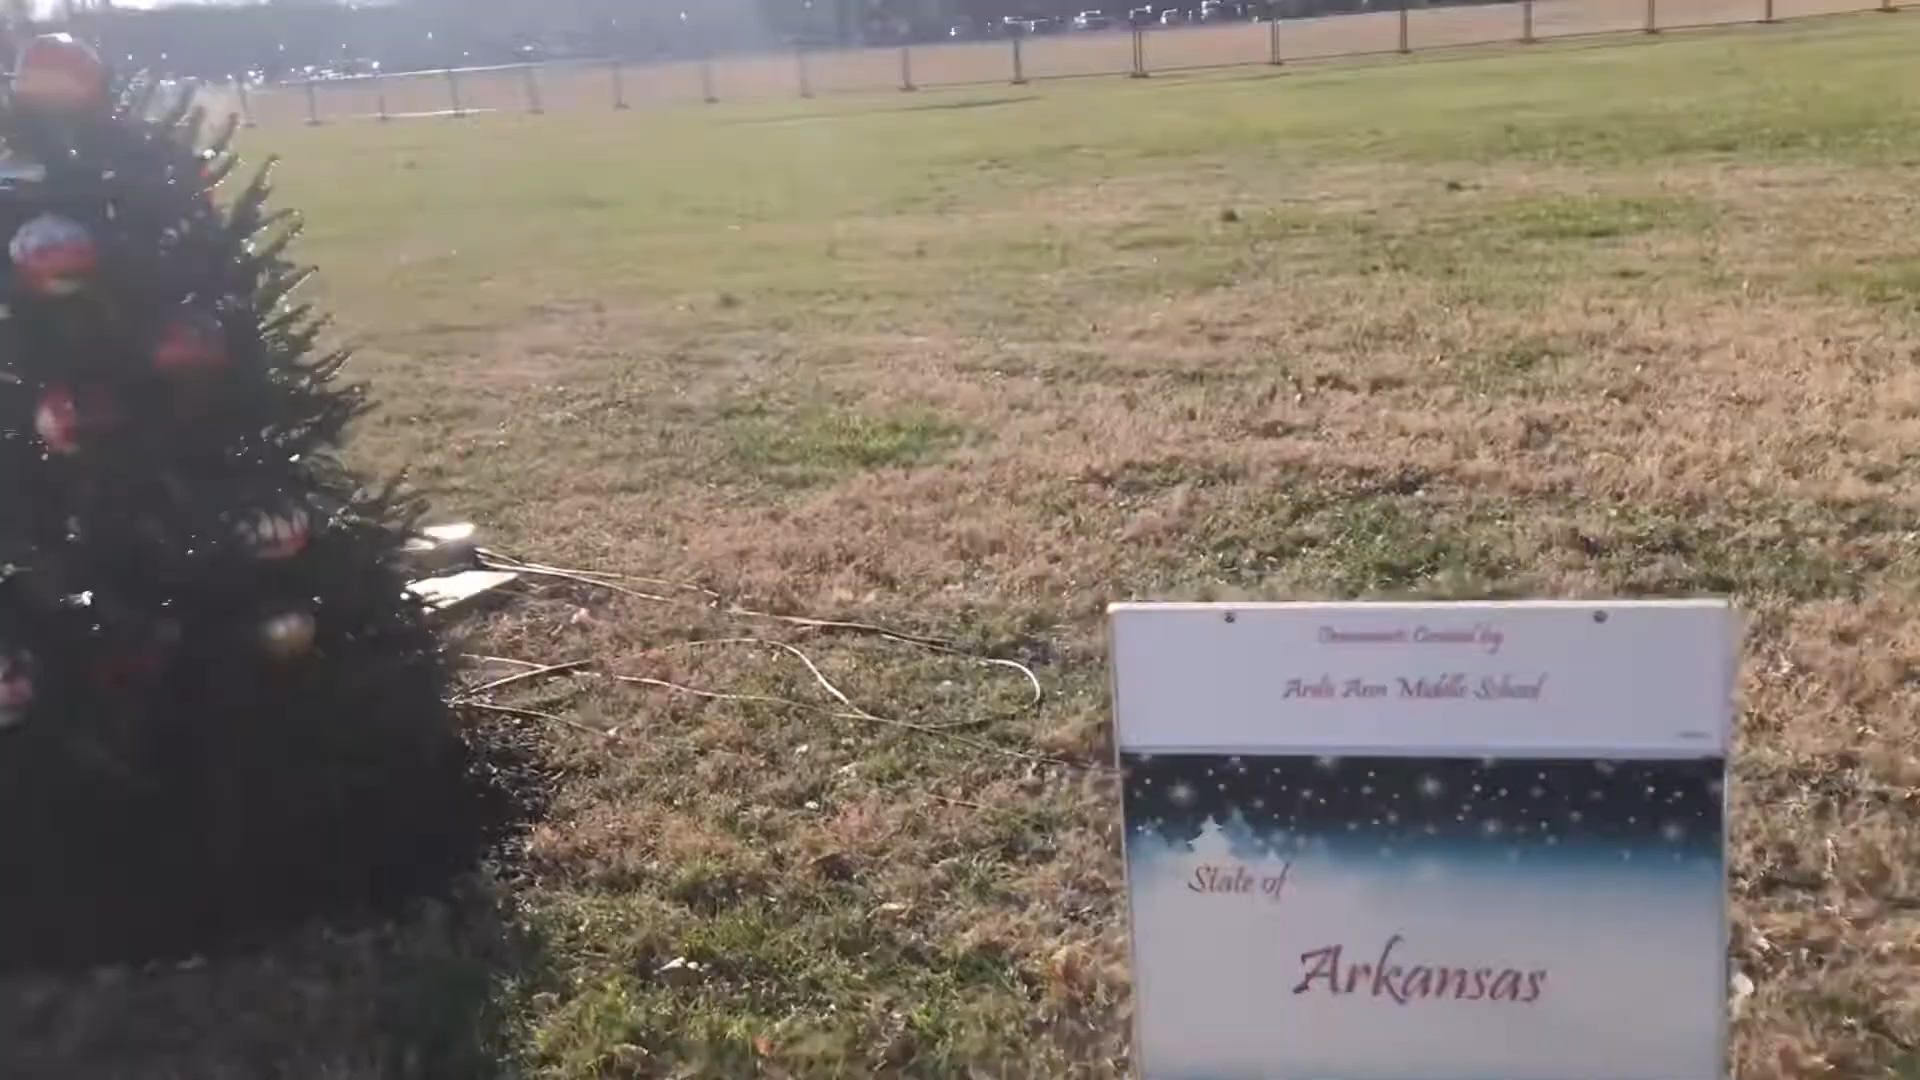 Ornaments Created by
Ardis Ann Middle School
State of
Arkansas